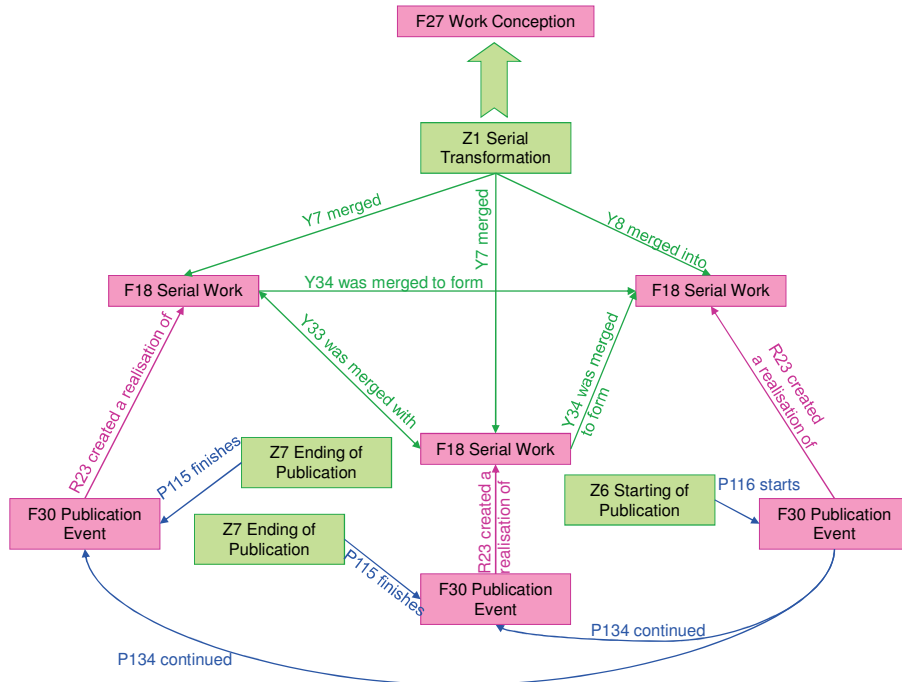 F27 Work Conception
Z1 Serial
Transformation
Y7 merged
Y7 merged
Y8 merged into
F18 Serial Work
Y34 was merged to form
F18 Serial Work
R23 created a realisation of
Y33 was merged with
Y34 was merged
to form
R23 created
a realisation of
F18 Serial Work
P115 finishes
Z7 Ending of
Publication
Z6 Starting of
Publication
P116 starts
F30 Publication
Event
Z7 Ending of
Publication
R23 created a
realisation of
F30 Publication
Event
P115 finishes
F30 Publication
Event
P134 continued
P134 continued